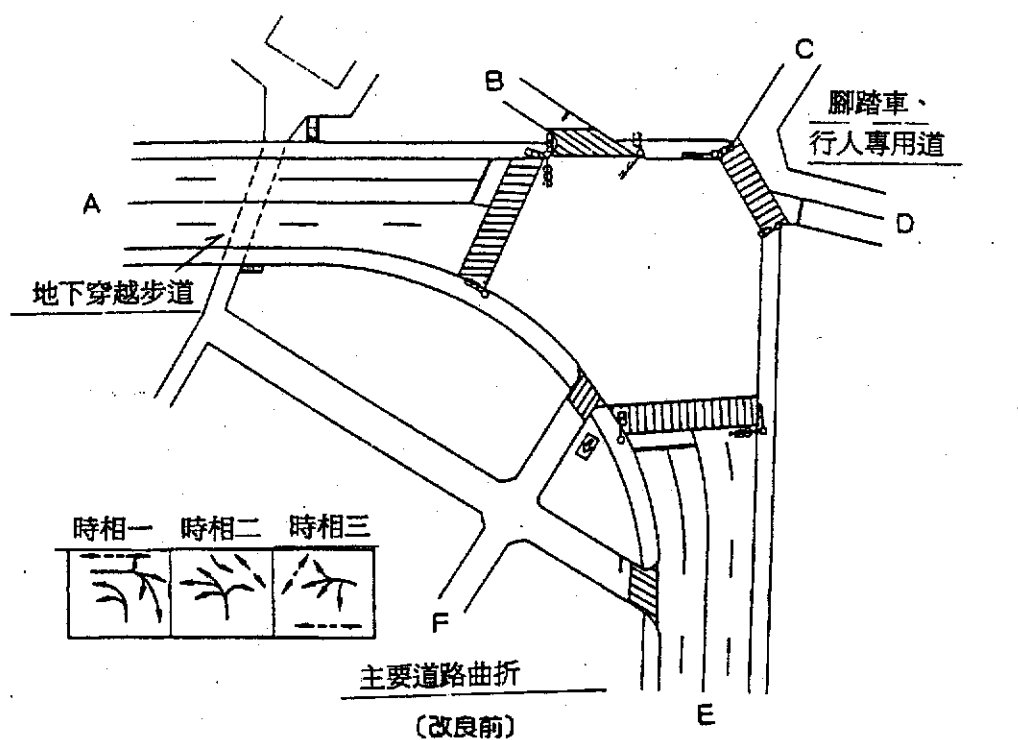 B
C
腳踏車、
行人專用道
A
D
地下穿越步道
時相一 時相二 時相三
F
主要道路曲折
(改良前)
E